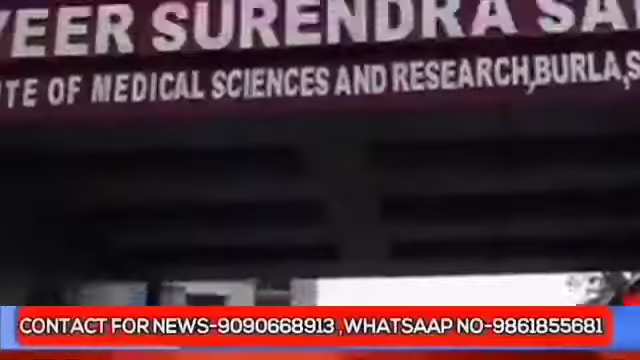 VEER SURENDRA SA
TE OF MEDICAL SCIENCES AND RESEARCH,BURLA,S
CONTACT FOR NEWS-9090668913 ,WHATSAAP NO-9861855681